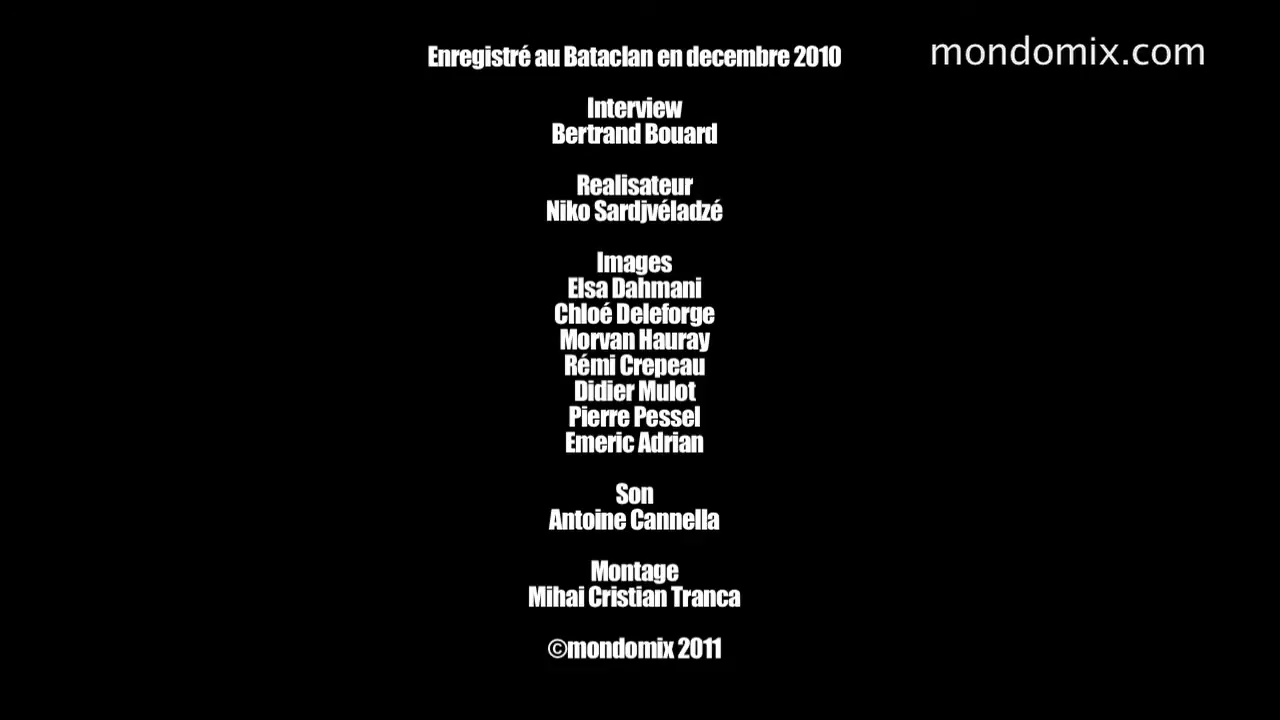 mondomix.com
Enregistré au Bataclan en decembre 2010
Interview
Bertrand Bouard
Realisateur
Niko Sardjvéladzé
Images
Elsa Dahmani
Chloé Deleforge
Morvan Hauray
Rémi Crepeau
Didier Mulot
Pierre Pessel
Emeric Adrian
Son
Antoine Cannella
Montage
Mihai Cristian Tranca
©mondomix 2011